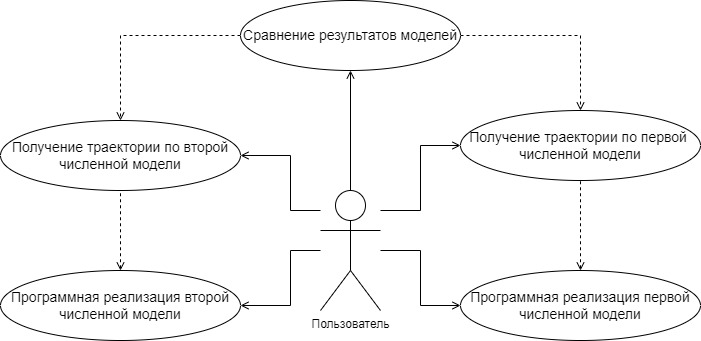 Сравнение результатов моделей
Получение траектории по второй
численной модели
Получение траектории по первой
численной модели
Программная реализация второй
численной модели
Программная реализация первой
численной модели
Пользователь